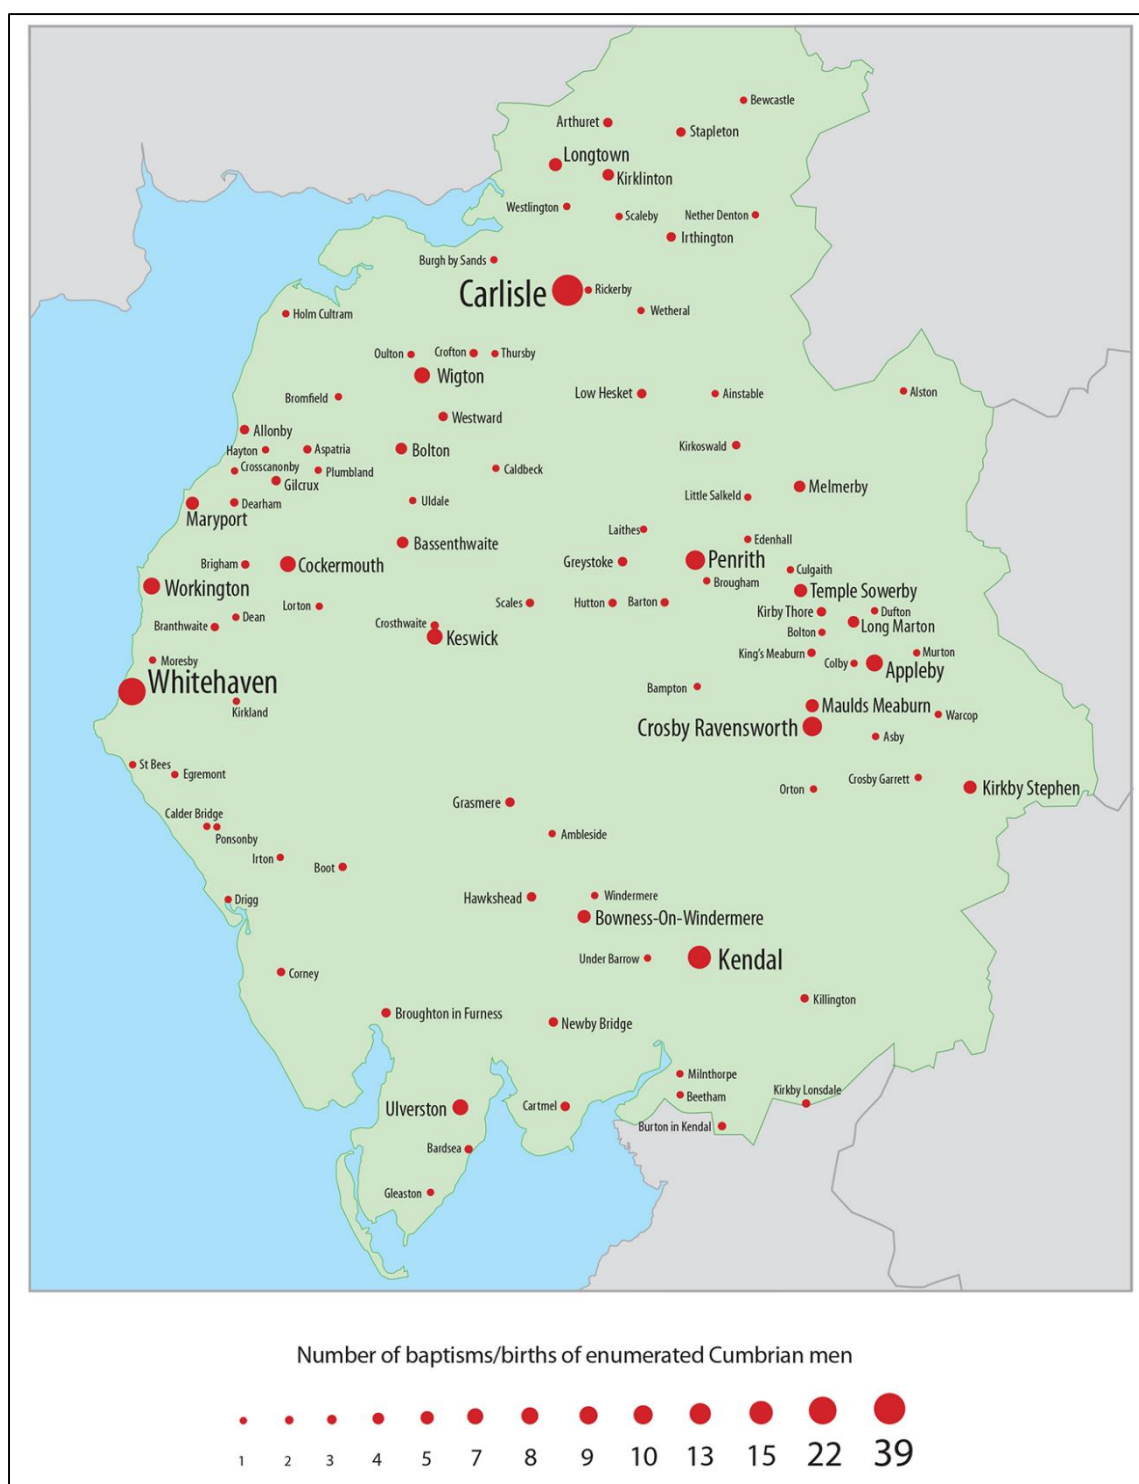 Bewcastle
Arthuret
Stapleton
Longtown
Kirklinton
Westlington
Scaleby
Nether Denton
Irthington
Burgh by Sands
Carlisle
Rickerby
Wetheral
Holm Cultram
Oulton
Crofton
Thursby
Wigton
Bromfield
Low Hesket
Ainstable
Alston
Westward
Allonby
Hayton
Aspatria
Bolton
Kirkoswald
Crosscanonby
Plumbland
Caldbeck
Gilcrux
Melmerby
Little Salkeld
Maryport
Dearham
Uldale
Laithes
Edenhall
Bassenthwaite
Brigham
Cockermouth
Greystoke
Penrith
Culgaith
Workington
Brougham
Temple Sowerby
Lorton
Scales
Hutton
Barton
Kirby Thore
Dufton
Dean
Branthwaite
Crosthwaite
Long Marton
Keswick
Bolton
King's Meaburn
Murton
Moresby
Colby
Appleby
Whitehaven
Bampton
Kirkland
Maulds Meaburn
Warcop
Crosby Ravensworth
Asby
St Bees
Egremont
Crosby Garrett
Orton
Kirkby Stephen
Grasmere
Calder Bridge
Ponsonby
Ambleside
Irton
Boot
Hawkshead
Windermere
Drigg
Bowness-On-Windermere
Under Barrow
Kendal
Corney
Killington
Broughton in Furness
Newby Bridge
Milnthorpe
Beetham
Kirkby Lonsdale
Ulverston
Cartmel
Burton in Kendal
Bardsea
Gleaston
Number of baptisms/births of enumerated Cumbrian men
1 2 3 4 5 7 8 9 10 13 15 22 39